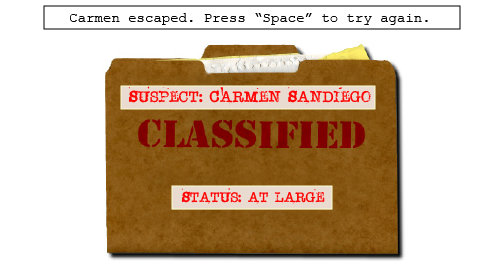 Carmen escaped. Press “Space” to try again.
SUSPECT: CARMEN SANDIEGO
CLASSIFIED
STATUS: AT LARGE